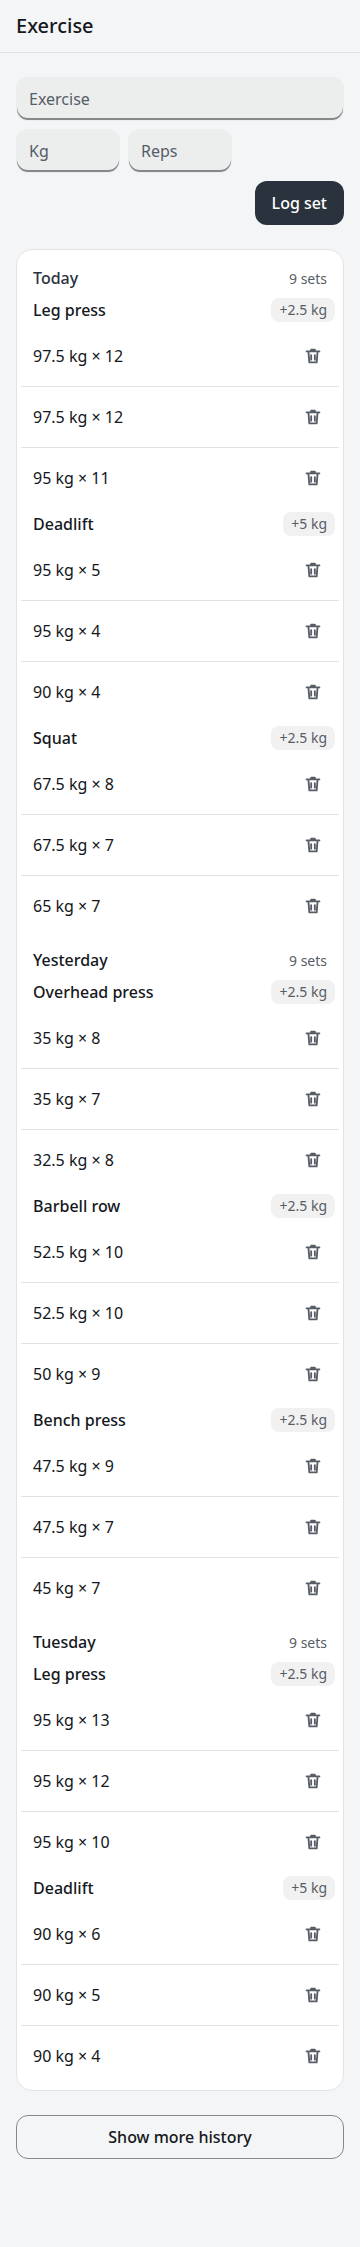 Exercise
Exercise
Kg Reps
Log set
Today 9 sets
Leg press +2.5 kg
97.5 kg × 12
97.5 kg × 12
95 kg × 11
Deadlift +5 kg
95 kg × 5
95 kg × 4
90 kg × 4
Squat +2.5 kg
67.5 kg × 8
67.5 kg × 7
65 kg × 7
Yesterday 9 sets
Overhead press +2.5 kg
35 kg × 8
35 kg × 7
32.5 kg × 8
Barbell row +2.5 kg
52.5 kg × 10
52.5 kg × 10
50 kg × 9
Bench press +2.5 kg
47.5 kg × 9
47.5 kg × 7
45 kg × 7
Tuesday 9 sets
Leg press +2.5 kg
95 kg × 13
95 kg × 12
95 kg × 10
Deadlift +5 kg
90 kg × 6
90 kg × 5
90 kg × 4
Show more history